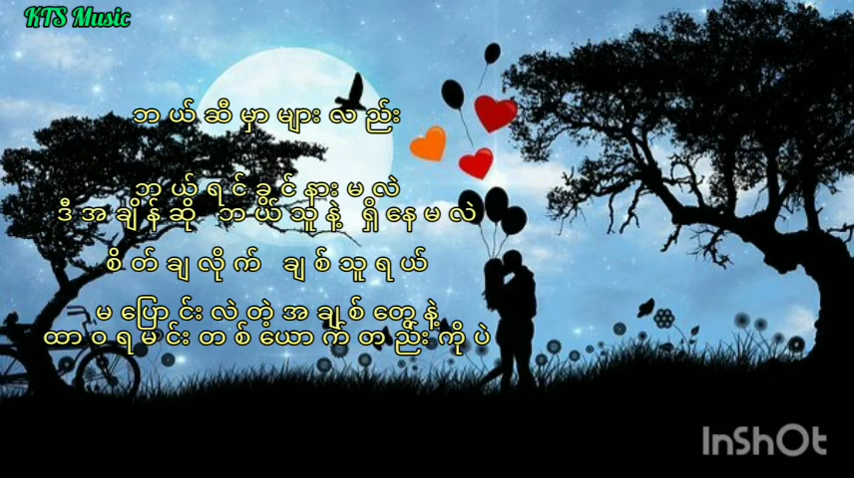 KTS Music
ဘယ်ဆီမှာများလည်း
ဘယ်ရင်ခွင်နားမလဲ
ဒီအချိန်ဆို ဘယ်သူနဲ့ ရှိနေမလဲ
စိတ်ချလိုက် ချစ်သူရယ်
မပြောင်းလဲတဲ့အချစ်တွေနဲ့
ထာဝရမင်းတစ်ယောက်တည်းကိုပဲ
InShOt